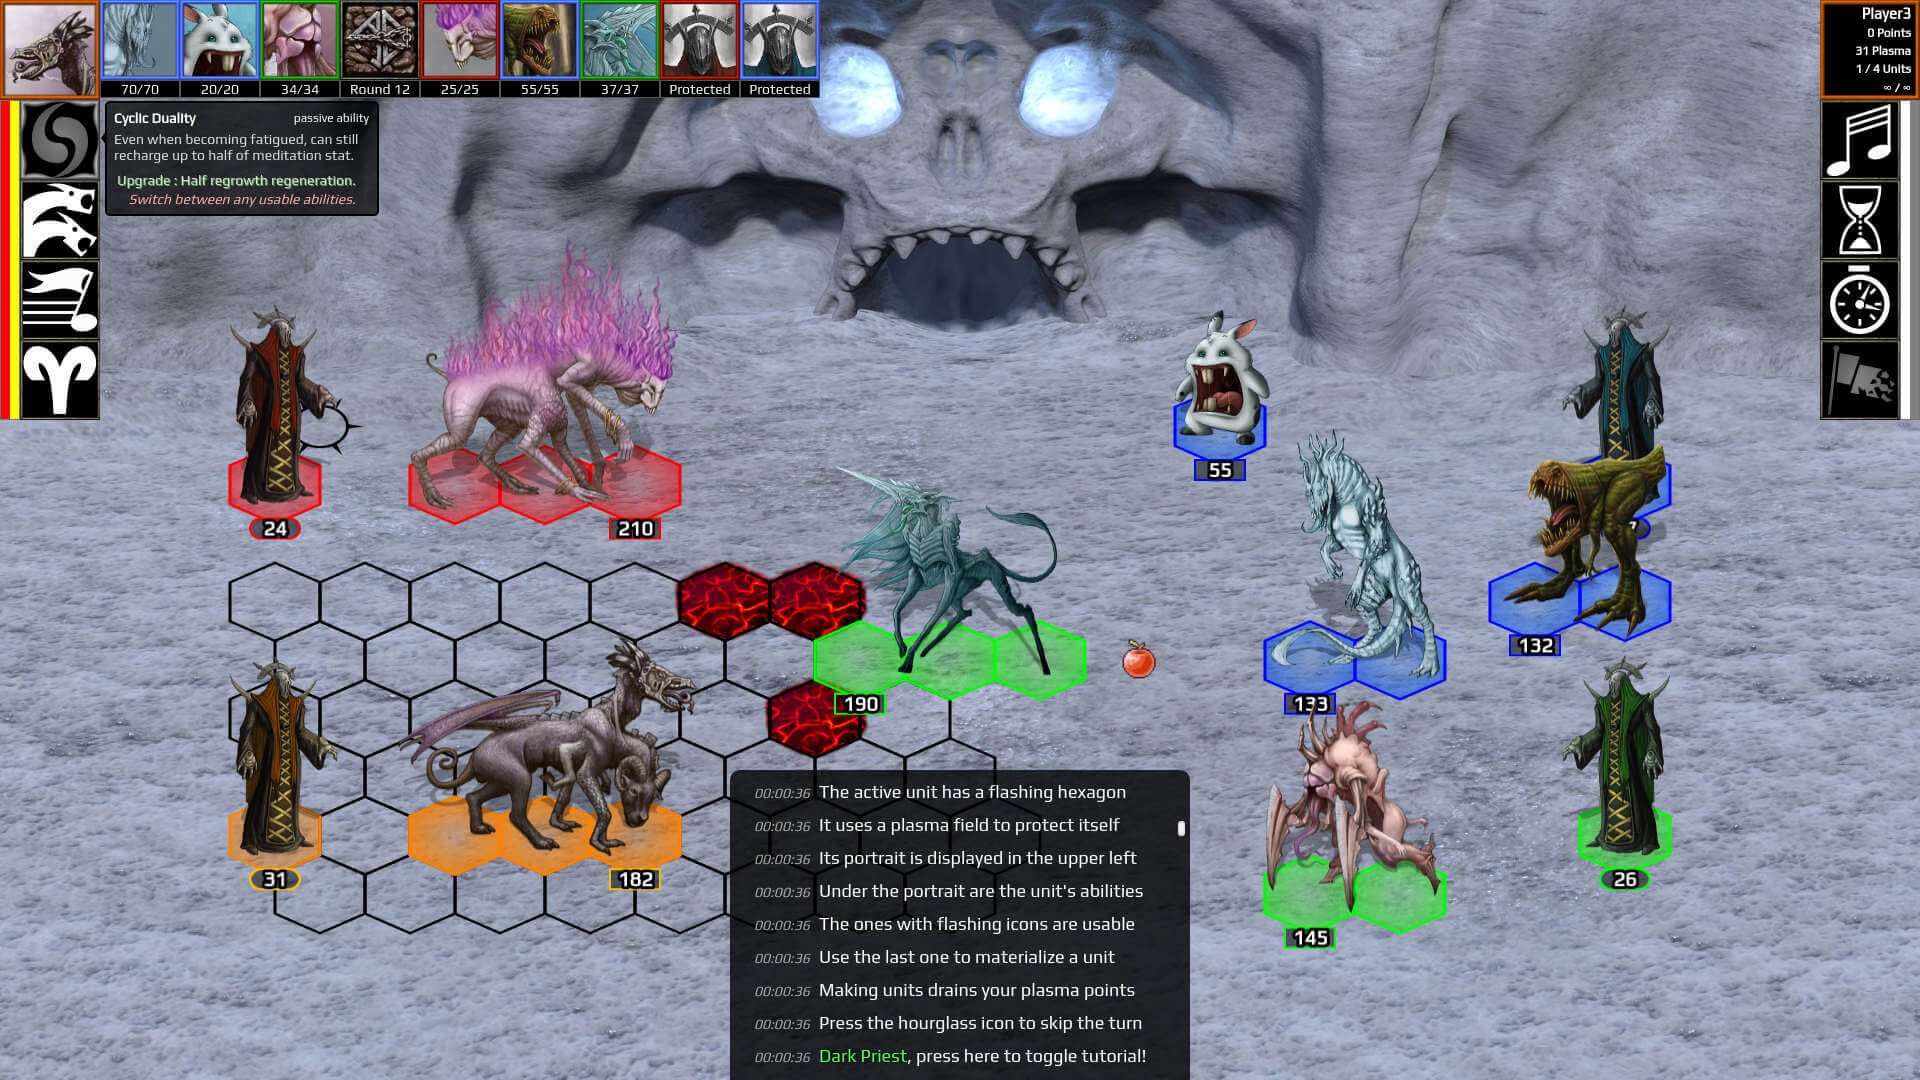 70/70
20/20
34/34
Round 12
25/25
55/55
37/37
Protected
Protected
Player3
0 Points
31 Plasma
1 / 4 Units
∞ / ∞
Cyclic Duality
passive ability
Even when becoming fatigued, can still
recharge up to half of meditation stat.
Upgrade : Half regrowth regeneration.
Switch between any usable abilities.
55
24
210
132
190
133
31
182
26
145
00:00:36 The active unit has a flashing hexagon
00:00:36 It uses a plasma field to protect itself
00:00:36 Its portrait is displayed in the upper left
00:00:36 Under the portrait are the unit's abilities
00:00:36 The ones with flashing icons are usable
00:00:36 Use the last one to materialize a unit
00:00:36 Making units drains your plasma points
00:00:36 Press the hourglass icon to skip the turn
00:00:36 Dark Priest, press here to toggle tutorial!